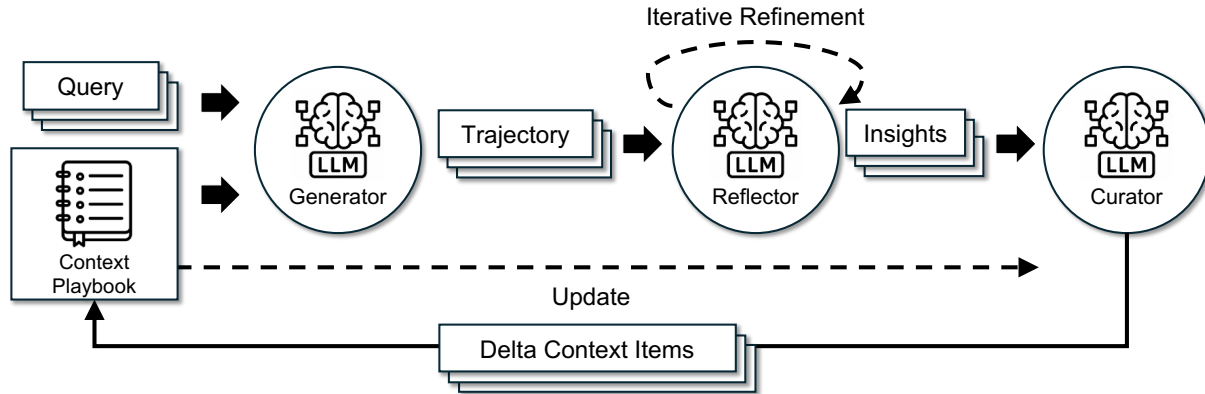 Iterative Refinement
Query
Trajectory
Insights
LLM
Generator
LLM
Reflector
LLM
Curator
Context
Playbook
Update
Delta Context Items